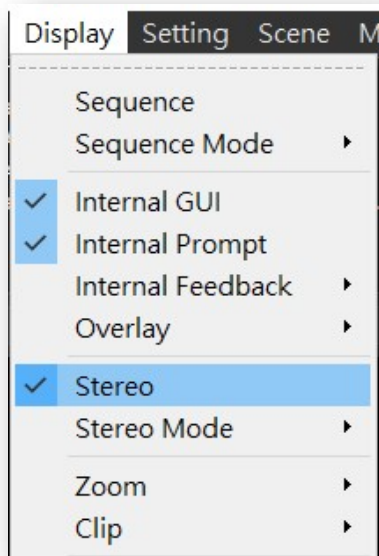 Display Setting Scene M
Sequence
Sequence Mode
Internal GUI
Internal Prompt
Internal Feedback
Overlay
Stereo
Stereo Mode
Zoom
Clip